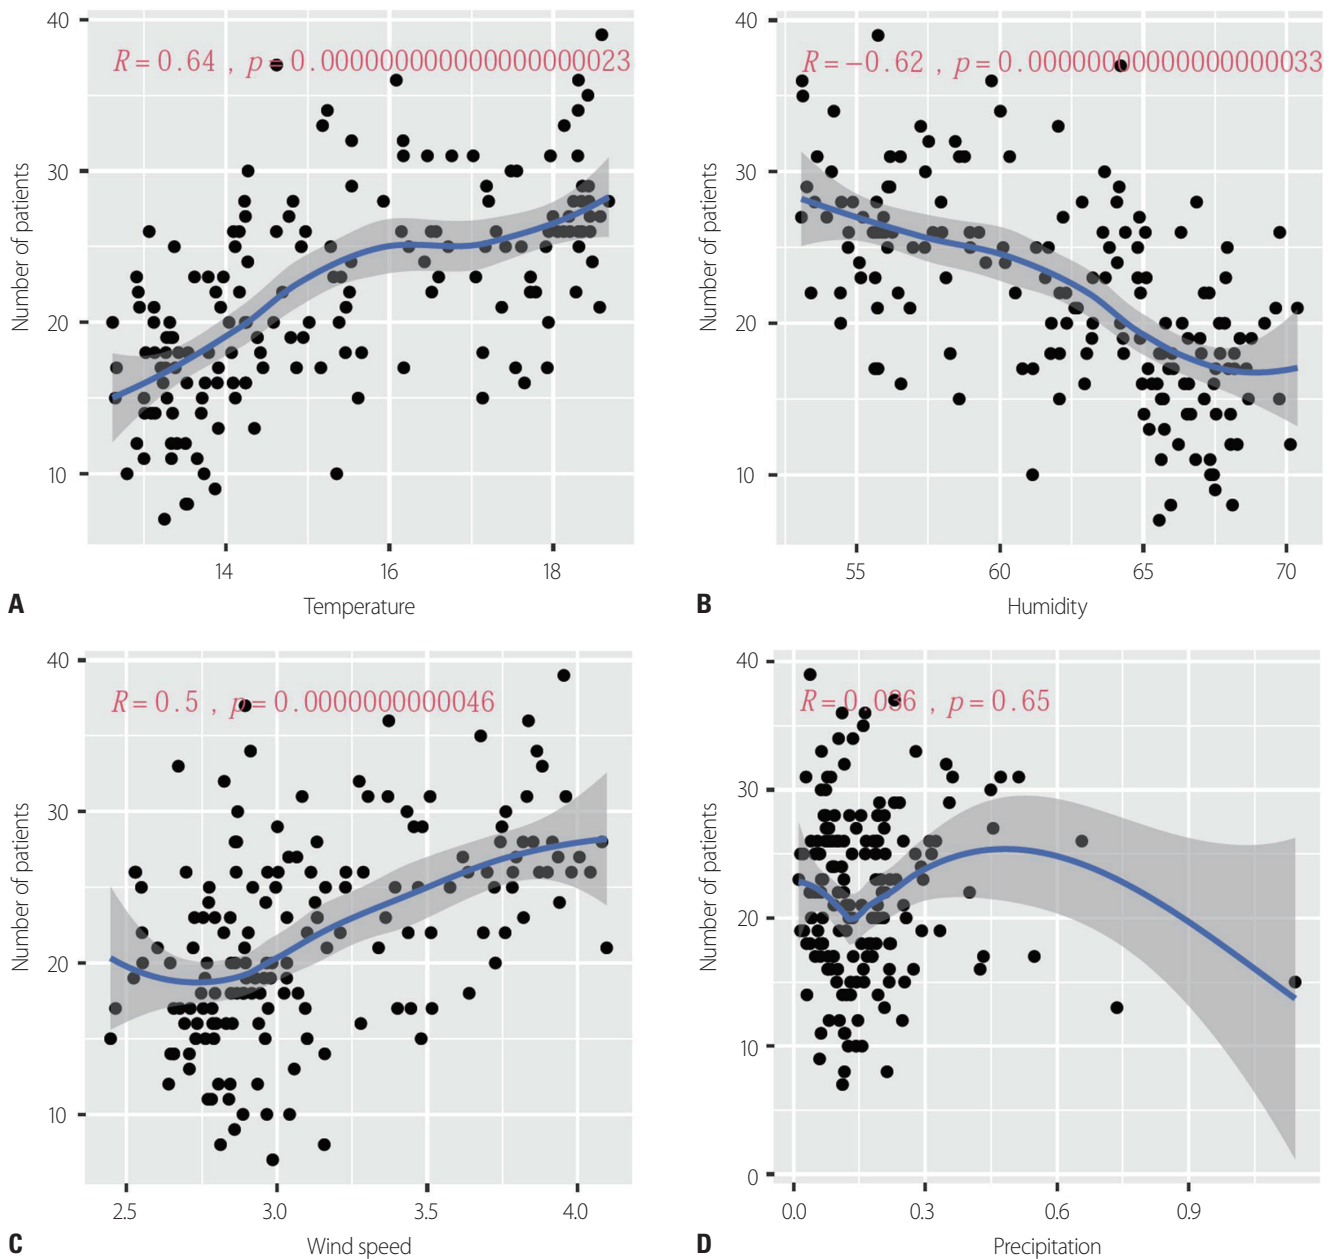 40
30
20
10
Number of patients
R = 0.64 , p = 0.000000000000000000023
14 16 18
Temperature
A
40
30
20
10
Number of patients
R = −0.62 , p = 0.00000000000000000033
55 60 65 70
Humidity
B
40
30
20
10
Number of patients
R = 0.5 , p = 0.0000000000046
2.5 3.0 3.5 4.0
Wind speed
C
40
30
20
10
0
Number of patients
R = 0.036 , p = 0.65
0.0 0.3 0.6 0.9
Precipitation
D